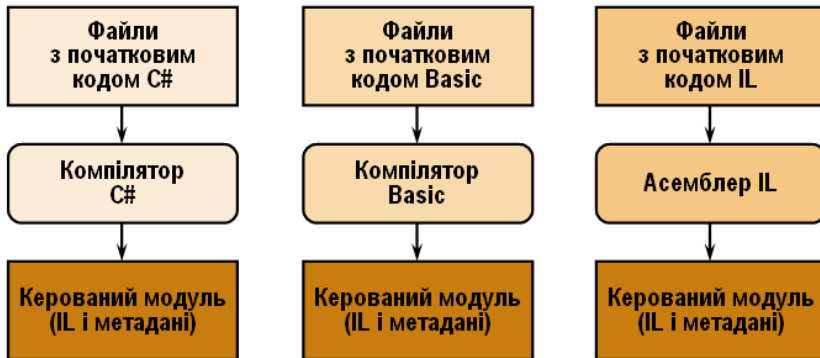 Файли
з початковим
кодом C#
Файли
з початковим
кодом Basic
Файли
з початковим
кодом IL
Компілятор
C#
Компілятор
Basic
Асемблер IL
Керований модуль
(IL і метадані)
Керований модуль
(IL і метадані)
Керований модуль
(IL і метадані)